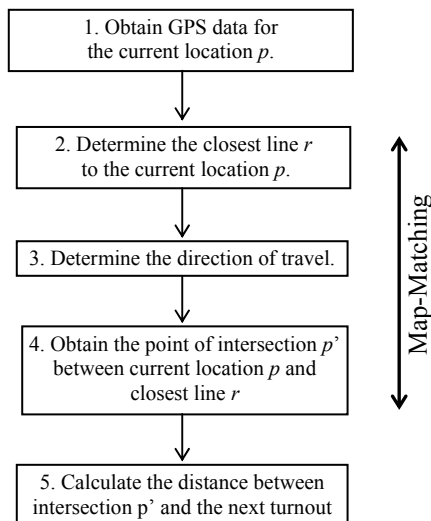 1. Obtain GPS data for
the current location p.
2. Determine the closest line r
to the current location p.
3. Determine the direction of travel.
4. Obtain the point of intersection p’
between current location p and
closest line r
5. Calculate the distance between
intersection p’ and the next turnout
Map-Matching